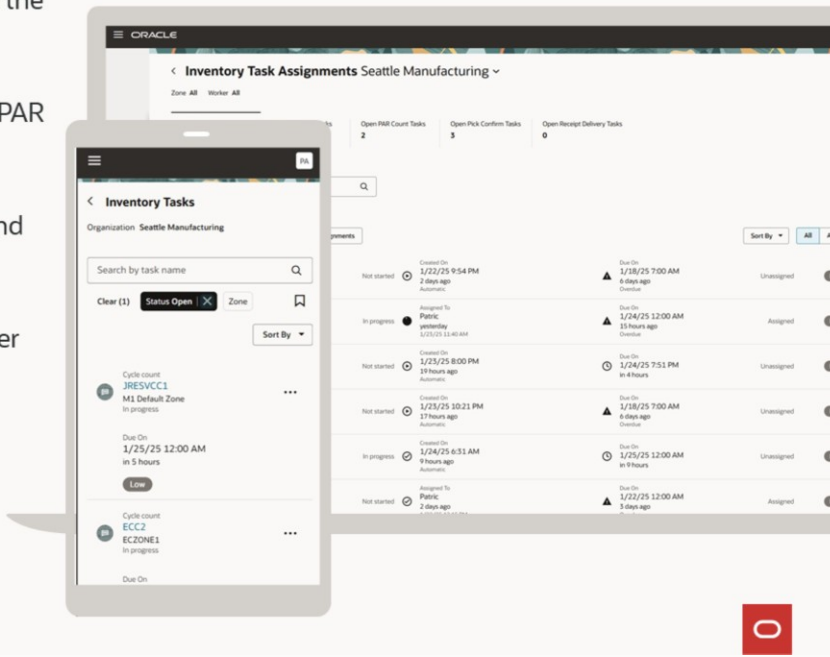 the
PAR
nd
er
ORACLE
< Inventory Task Assignments Seattle Manufacturing
Zone All Worker All
Open PAR Count Tasks
2
Open Pick Confirm Tasks
3
Open Receipt Delivery Tasks
0
Sort By
All
Not started
Created On
1/22/25 9:54 PM
2 days ago
Automatic
Due On
1/18/25 7:00 AM
6 days ago
Overdue
Unassigned
In progress
Assigned To
Patric
yesterday
1/23/25 11:40 AM
Due On
1/24/25 12:00 AM
15 hours ago
Overdue
Assigned
Not started
Created On
1/23/25 8:00 PM
19 hours ago
Automatic
Due On
1/24/25 7:51 PM
in 4 hours
Unassigned
Not started
Created On
1/23/25 10:21 PM
17 hours ago
Automatic
Due On
1/18/25 7:00 AM
6 days ago
Overdue
Unassigned
In progress
Created On
1/24/25 6:31 AM
9 hours ago
Automatic
Due On
1/25/25 12:00 AM
in 9 hours
Unassigned
Not started
Assigned To
Patric
2 days ago
Due On
1/22/25 12:00 AM
3 days ago
Assigned
PA
< Inventory Tasks
Organization Seattle Manufacturing
Search by task name
Clear (1) Status Open X Zone
Sort By
Cycle count
JRESVCC1
M1 Default Zone
In progress
...
Due On
1/25/25 12:00 AM
in 5 hours
Low
Cycle count
ECC2
ECZONE1
In progress
...
Due On